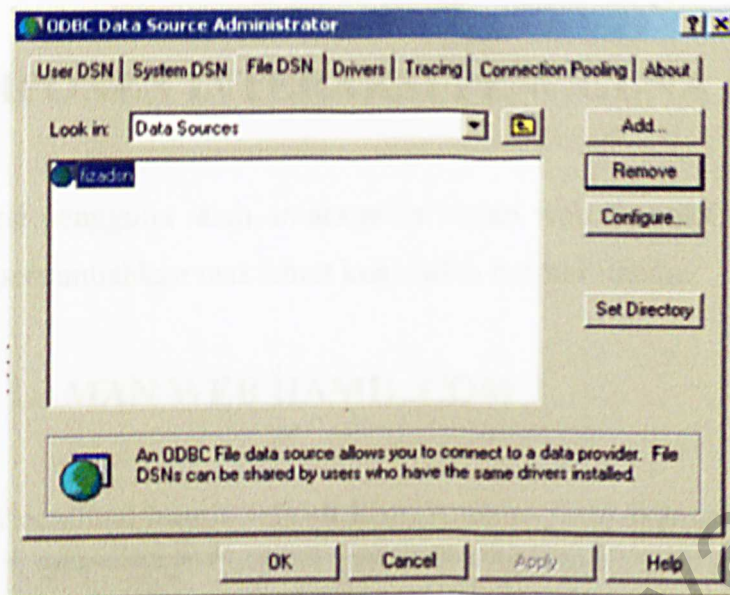 ODBC Data Source Administrator
User DSN System DSN File DSN Drivers Tracing Connection Pooling About
Look in: Data Sources
Add...
fizadsn
Remove
Configure...
Set Directory
An ODBC File data source allows you to connect to a data provider. File
DSNs can be shared by users who have the same drivers installed.
OK Cancel Apply Help